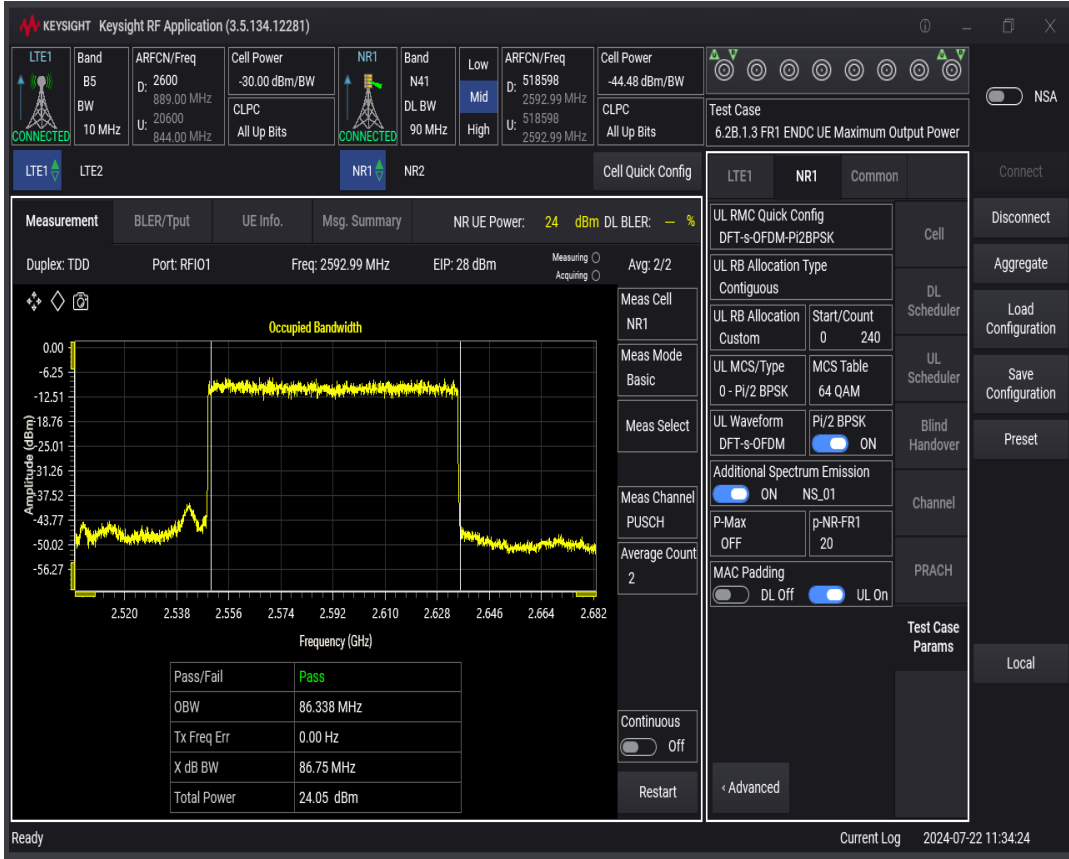 KEYSIGHT Keysight RF Application (3.5.134.12281)
LTE1 Band ARFCN/Freq Cell Power NR1 Band Low ARFCN/Freq Cell Power
B5 D: 2600 -30.00 dBm/BW N41 D: 518598 -44.48 dBm/BW
889.00 MHz Mid 2592.99 MHz
BW CLPC DL BW CLPC
CONNECTED 10 MHz U: 20600 All Up Bits CONNECTED 90 MHz High U: 518598 All Up Bits
844.00 MHz 2592.99 MHz
Test Case
6.2B.1.3 FR1 ENDC UE Maximum Output Power
NSA
LTE1 LTE2 NR1 NR2 Cell Quick Config
LTE1 NR1 Common
Connect
Disconnect
Aggregate
Load
Configuration
Save
Configuration
Preset
Local
Measurement BLER/Tput UE Info. Msg. Summary NR UE Power: 24 dBm DL BLER: --- %
Duplex: TDD Port: RFIO1 Freq: 2592.99 MHz EIP: 28 dBm Measuring Avg: 2/2
Acquiring
Occupied Bandwidth
0.00
-6.25
-12.51
-18.76
-25.01
-31.26
-37.52
-43.77
-50.02
-56.27
Amplitude (dBm)
2.520 2.538 2.556 2.574 2.592 2.610 2.628 2.646 2.664 2.682
Frequency (GHz)
Pass/Fail Pass
OBW 86.338 MHz
Tx Freq Err 0.00 Hz
X dB BW 86.75 MHz
Total Power 24.05 dBm
Meas Cell
NR1
Meas Mode
Basic
Meas Select
Meas Channel
PUSCH
Average Count
2
Continuous
Off
Restart
UL RMC Quick Config
DFT-s-OFDM-Pi2BPSK
UL RB Allocation Type
Contiguous
UL RB Allocation Start/Count
Custom 0 240
UL MCS/Type MCS Table
0 - Pi/2 BPSK 64 QAM
UL Waveform Pi/2 BPSK
DFT-s-OFDM ON
Additional Spectrum Emission
ON NS_01
P-Max p-NR-FR1
OFF 20
MAC Padding
DL Off UL On
‹ Advanced
Cell
DL
Scheduler
UL
Scheduler
Blind
Handover
Channel
PRACH
Test Case
Params
Ready Current Log 2024-07-22 11:34:24